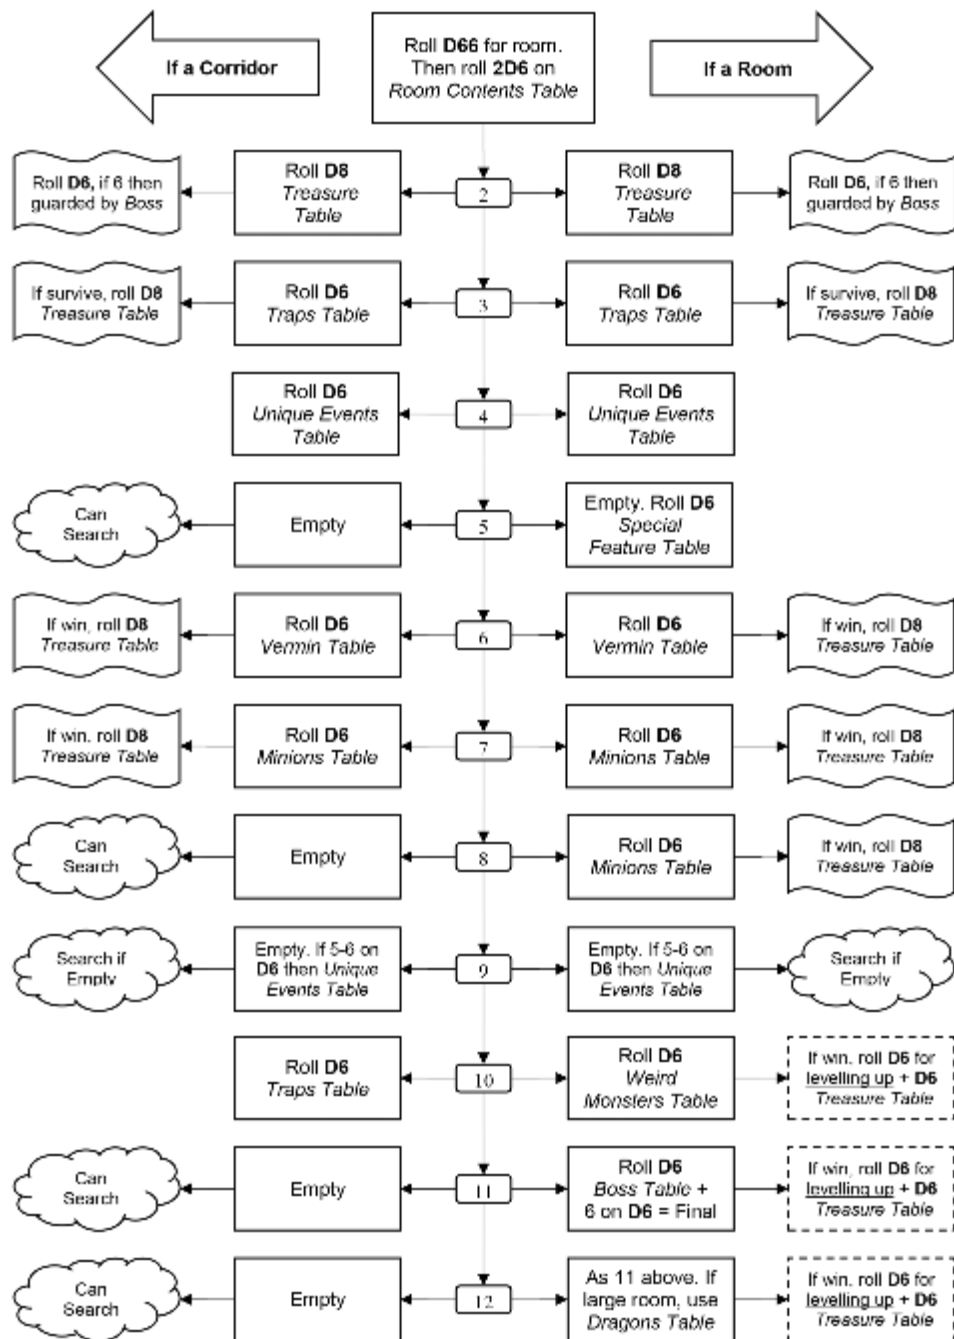 If a Corridor
Roll D66 for room.
Then roll 2D6 on
Room Contents Table
If a Room
Roll D6, if 6 then
guarded by Boss
Roll D8
Treasure
Table
2
Roll D8
Treasure
Table
Roll D6, if 6 then
guarded by Boss
If survive, roll D8
Treasure Table
Roll D6
Traps Table
3
Roll D6
Traps Table
If survive, roll D8
Treasure Table
Roll D6
Unique Events
Table
4
Roll D6
Unique Events
Table
Can
Search
Empty
5
Empty. Roll D6
Special
Feature Table
If win, roll D8
Treasure Table
Roll D6
Vermin Table
6
Roll D6
Vermin Table
If win, roll D8
Treasure Table
If win, roll D8
Treasure Table
Roll D6
Minions Table
7
Roll D6
Minions Table
If win, roll D8
Treasure Table
Can
Search
Empty
8
Roll D6
Minions Table
If win, roll D8
Treasure Table
Search if
Empty
Empty. If 5-6 on
D6 then Unique
Events Table
9
Empty. If 5-6 on
D6 then Unique
Events Table
Search if
Empty
Roll D6
Traps Table
10
Roll D6
Weird
Monsters Table
If win, roll D6 for
levelling up + D6
Treasure Table
Can
Search
Empty
11
Roll D6
Boss Table +
6 on D6 = Final
If win, roll D6 for
levelling up + D6
Treasure Table
Can
Search
Empty
12
As 11 above. If
large room, use
Dragons Table
If win, roll D6 for
levelling up + D6
Treasure Table